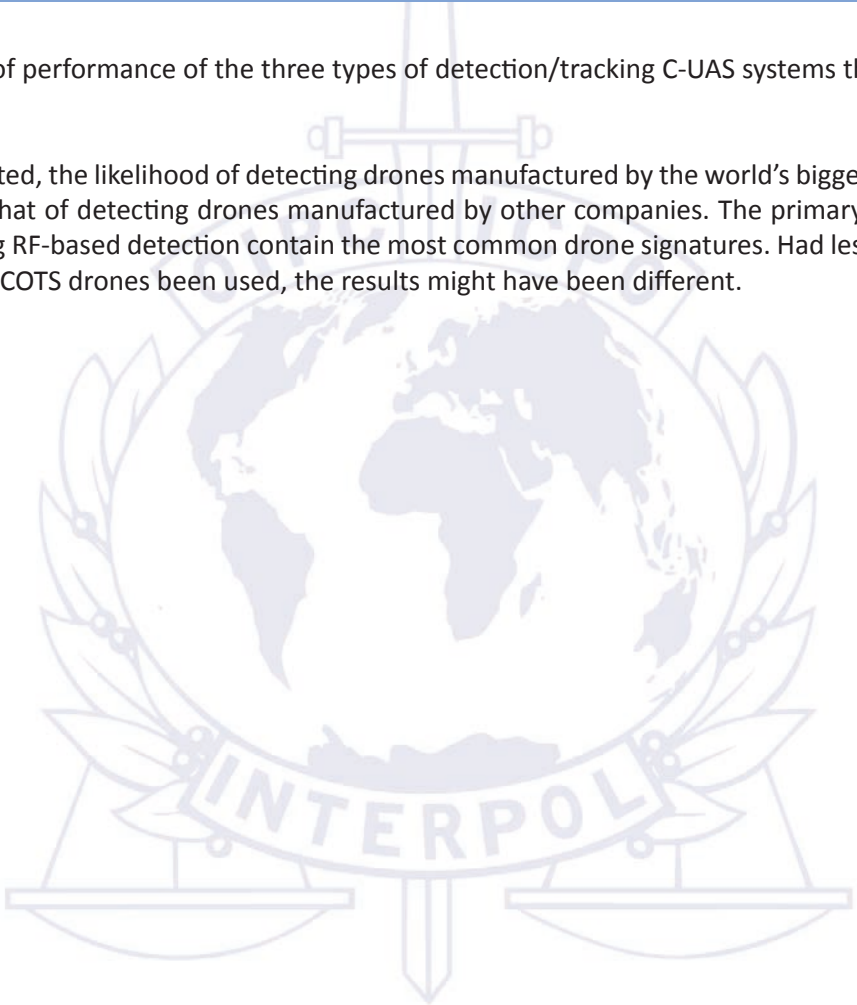 of performance of the three types of detection/tracking C-UAS systems th
ted, the likelihood of detecting drones manufactured by the world’s bigge
hat of detecting drones manufactured by other companies. The primary
g RF-based detection contain the most common drone signatures. Had les
COTS drones been used, the results might have been different.
OIPC ICPO
INTERPOL